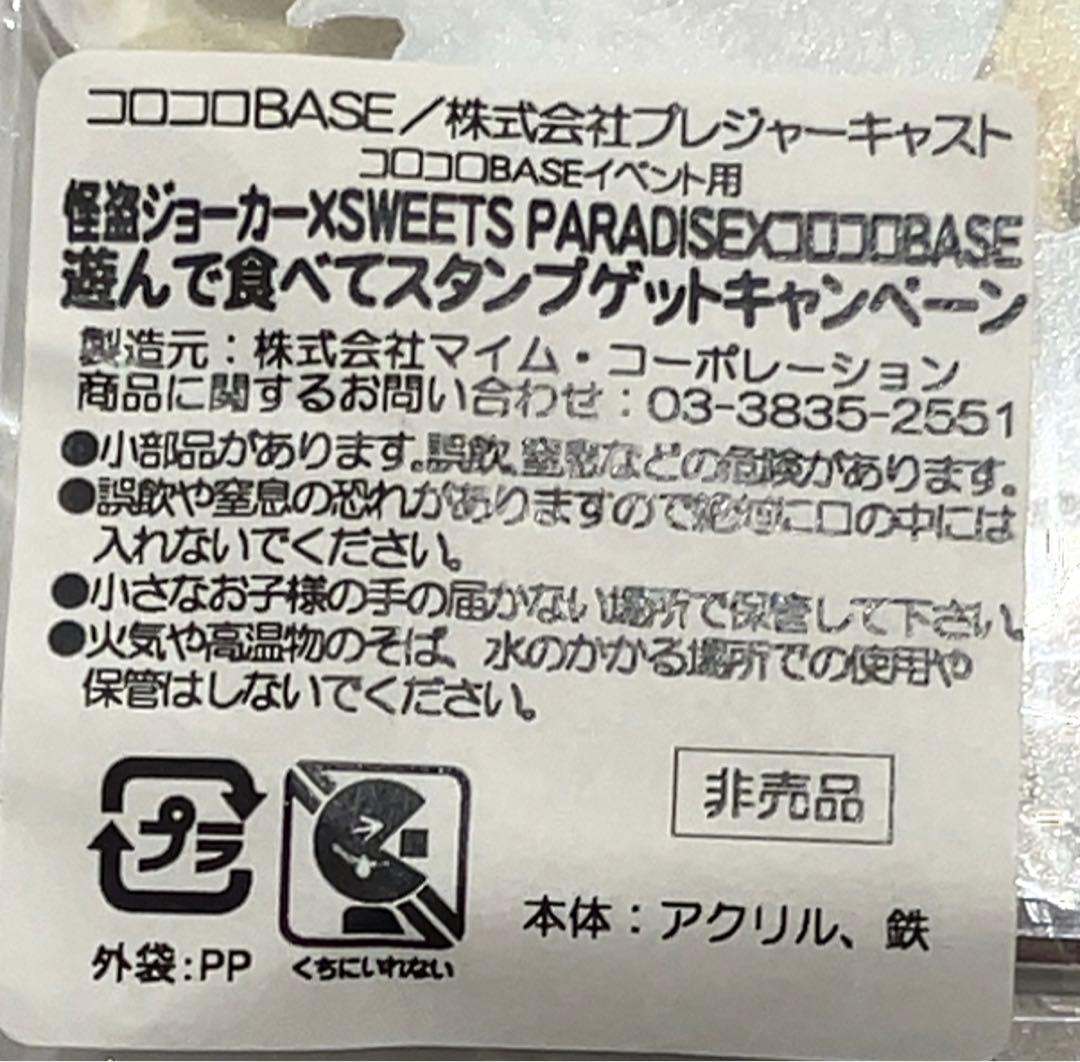 コロコロBASE／株式会社プレジャーキャスト
コロコロBASEイベント用
怪盗ジョーカーXSWEETS PARADISEXコロコロBASE
遊んで食べてスタンプゲットキャンペーン
製造元：株式会社マイム・コーポレーション
商品に関するお問い合わせ：03-3835-2551
●小部品があります。誤飲、窒息などの危険があります。
●誤飲や窒息の恐れがありますので絶対に口の中には
入れないでください。
●小さなお子様の手の届かない場所で保管して下さい。
●火気や高温物のそば、水のかかる場所での使用や
保管はしないでください。
非売品
プラ
本体：アクリル、鉄
外袋：PP
くちにいれない